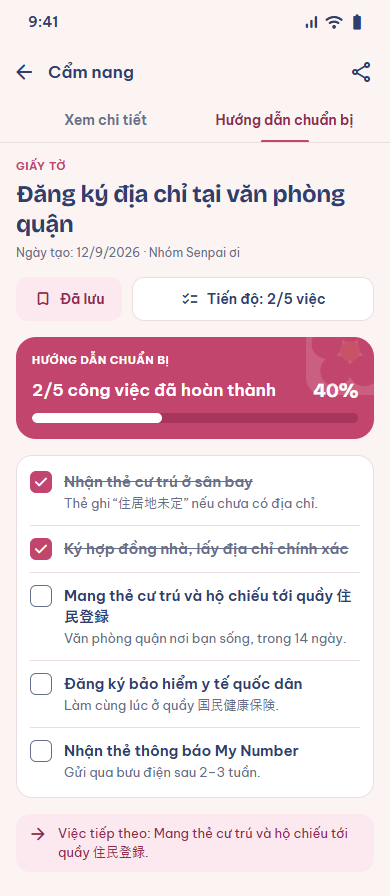 9:41
Cẩm nang
Xem chi tiết
Hướng dẫn chuẩn bị
GIẤY TỜ
Đăng ký địa chỉ tại văn phòng
quận
Ngày tạo: 12/9/2026 · Nhóm Senpai ơi
Đã lưu
Tiến độ: 2/5 việc
HƯỚNG DẪN CHUẨN BỊ
2/5 công việc đã hoàn thành
40%
Nhận thẻ cư trú ở sân bay
Thẻ ghi “住居地未定” nếu chưa có địa chỉ.
Ký hợp đồng nhà, lấy địa chỉ chính xác
Mang thẻ cư trú và hộ chiếu tới quầy 住
民登録
Văn phòng quận nơi bạn sống, trong 14 ngày.
Đăng ký bảo hiểm y tế quốc dân
Làm cùng lúc ở quầy 国民健康保険.
Nhận thẻ thông báo My Number
Gửi qua bưu điện sau 2–3 tuần.
Việc tiếp theo: Mang thẻ cư trú và hộ chiếu tới
quầy 住民登録.